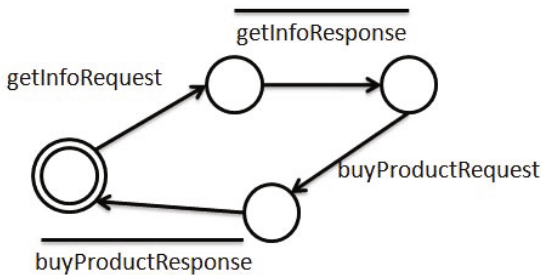 getInfoResponse
getInfoRequest
buyProductRequest
buyProductResponse